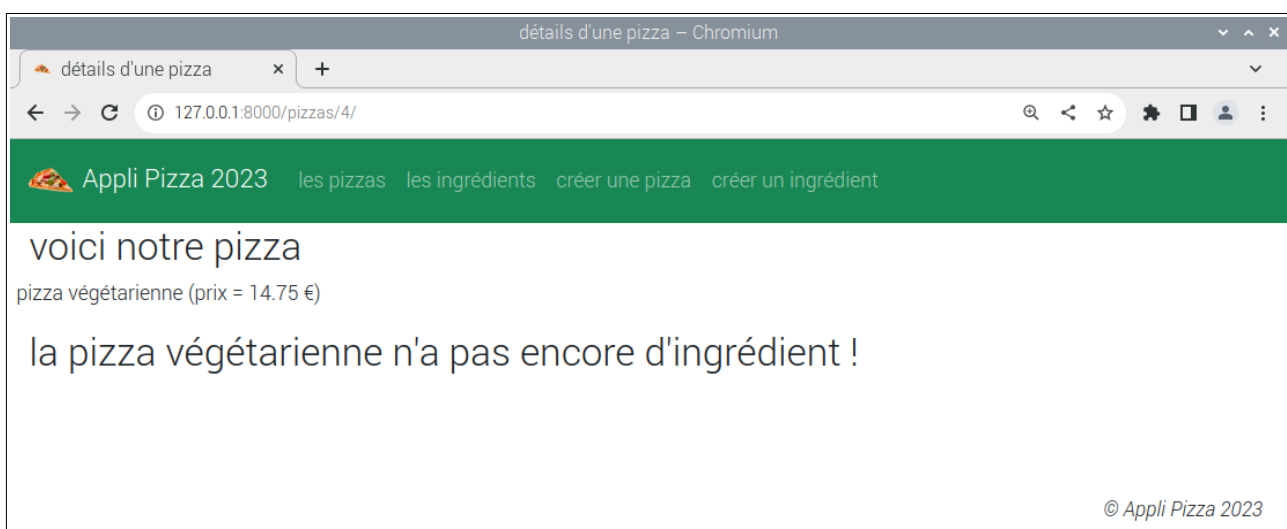 détails d'une pizza – Chromium
détails d'une pizza
127.0.0.1:8000/pizzas/4/
Appli Pizza 2023 les pizzas les ingrédients créer une pizza créer un ingrédient
voici notre pizza
pizza végétarienne (prix = 14.75 €)
la pizza végétarienne n'a pas encore d'ingrédient !
© Appli Pizza 2023